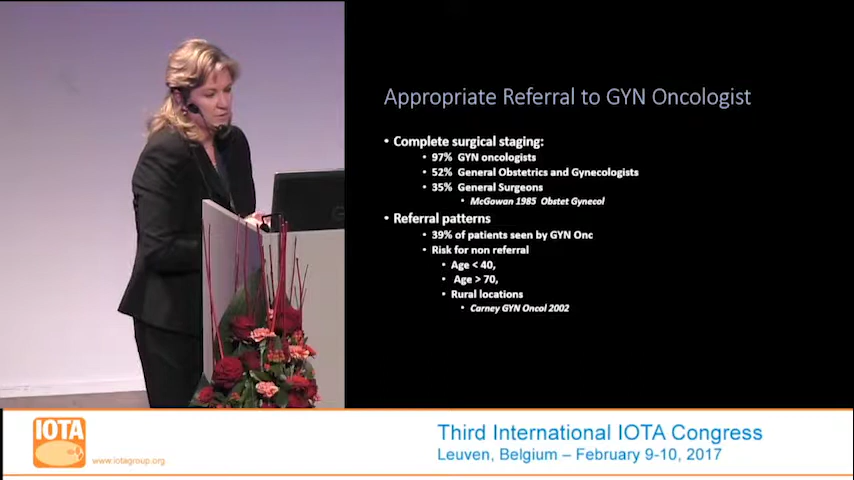 Appropriate Referral to GYN Oncologist
• Complete surgical staging:
• 97% GYN oncologists
• 52% General Obstetrics and Gynecologists
• 35% General Surgeons
• McGowan 1985 Obstet Gynecol
• Referral patterns
• 39% of patients seen by GYN Onc
• Risk for non referral
• Age < 40,
• Age > 70,
• Rural locations
• Carney GYN Oncol 2002
IOTA
www.iotagroup.org
Third International IOTA Congress
Leuven, Belgium – February 9-10, 2017